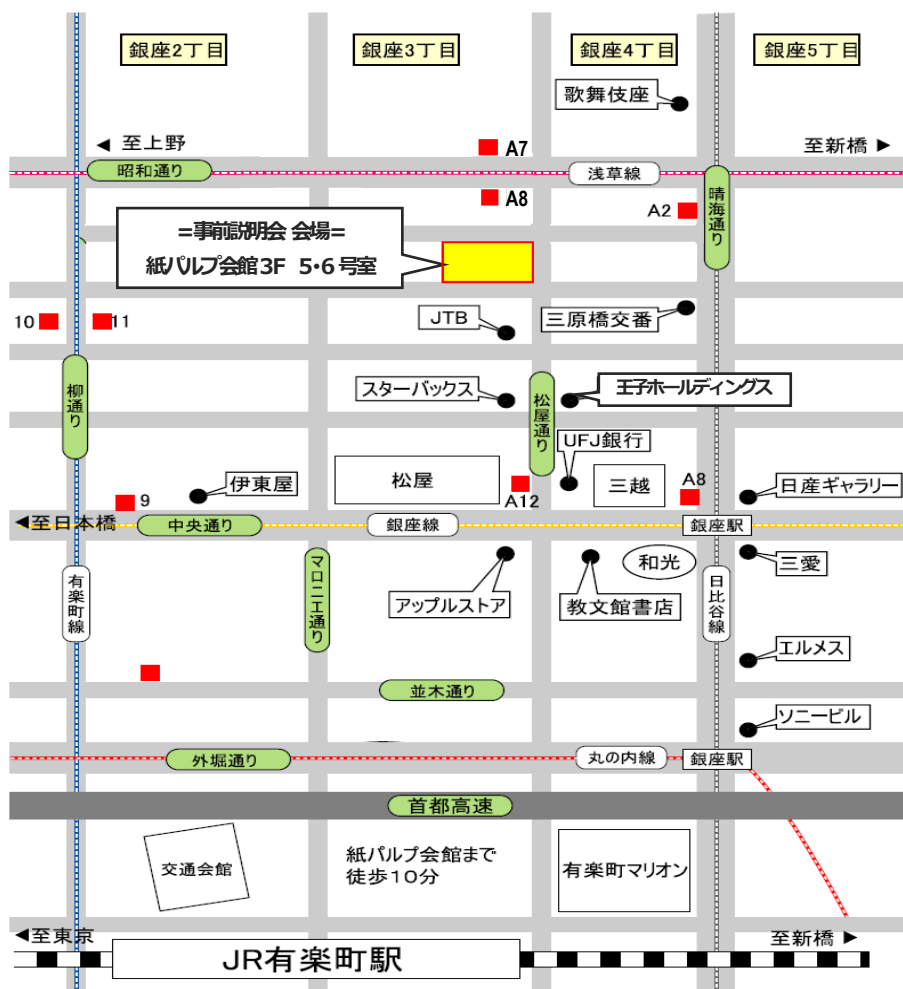 銀座2丁目
銀座3丁目
銀座4丁目
銀座5丁目
歌舞伎座
◀ 至上野
A7
至新橋 ▶
昭和通り
浅草線
A8
A2
晴海通り
=事前説明会 会場=
紙パルプ会館3F 5・6号室
10
11
JTB
三原橋交番
柳通り
スターバックス
松屋通り
王子ホールディングス
UFJ銀行
伊東屋
松屋
三越
A8
日産ギャラリー
9
A12
◀至日本橋
中央通り
銀座線
銀座駅
有楽町線
マロニエ通り
アップルストア
教文館書店
和光
日比谷線
三愛
エルメス
並木通り
ソニービル
外堀通り
丸の内線
銀座駅
首都高速
交通会館
紙パルプ会館まで
徒歩10分
有楽町マリオン
◀至東京
至新橋 ▶
JR有楽町駅